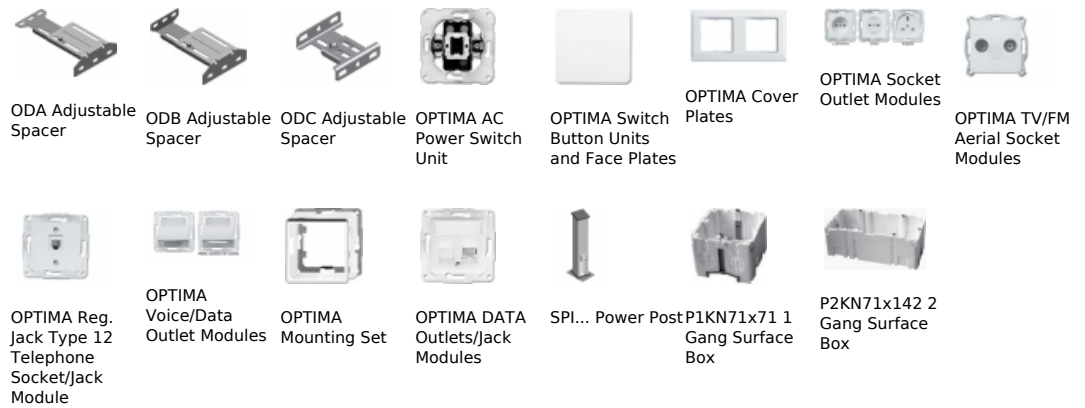 ODA Adjustable
Spacer
ODB Adjustable
Spacer
ODC Adjustable
Spacer
OPTIMA AC
Power Switch
Unit
OPTIMA Switch
Button Units
and Face Plates
OPTIMA Cover
Plates
OPTIMA Socket
Outlet Modules
OPTIMA TV/FM
Aerial Socket
Modules
OPTIMA Reg.
Jack Type 12
Telephone
Socket/Jack
Module
OPTIMA
Voice/Data
Outlet Modules
OPTIMA
Mounting Set
OPTIMA DATA
Outlets/Jack
Modules
SPI... Power Post
P1KN71x71 1
Gang Surface
Box
P2KN71x142 2
Gang Surface
Box